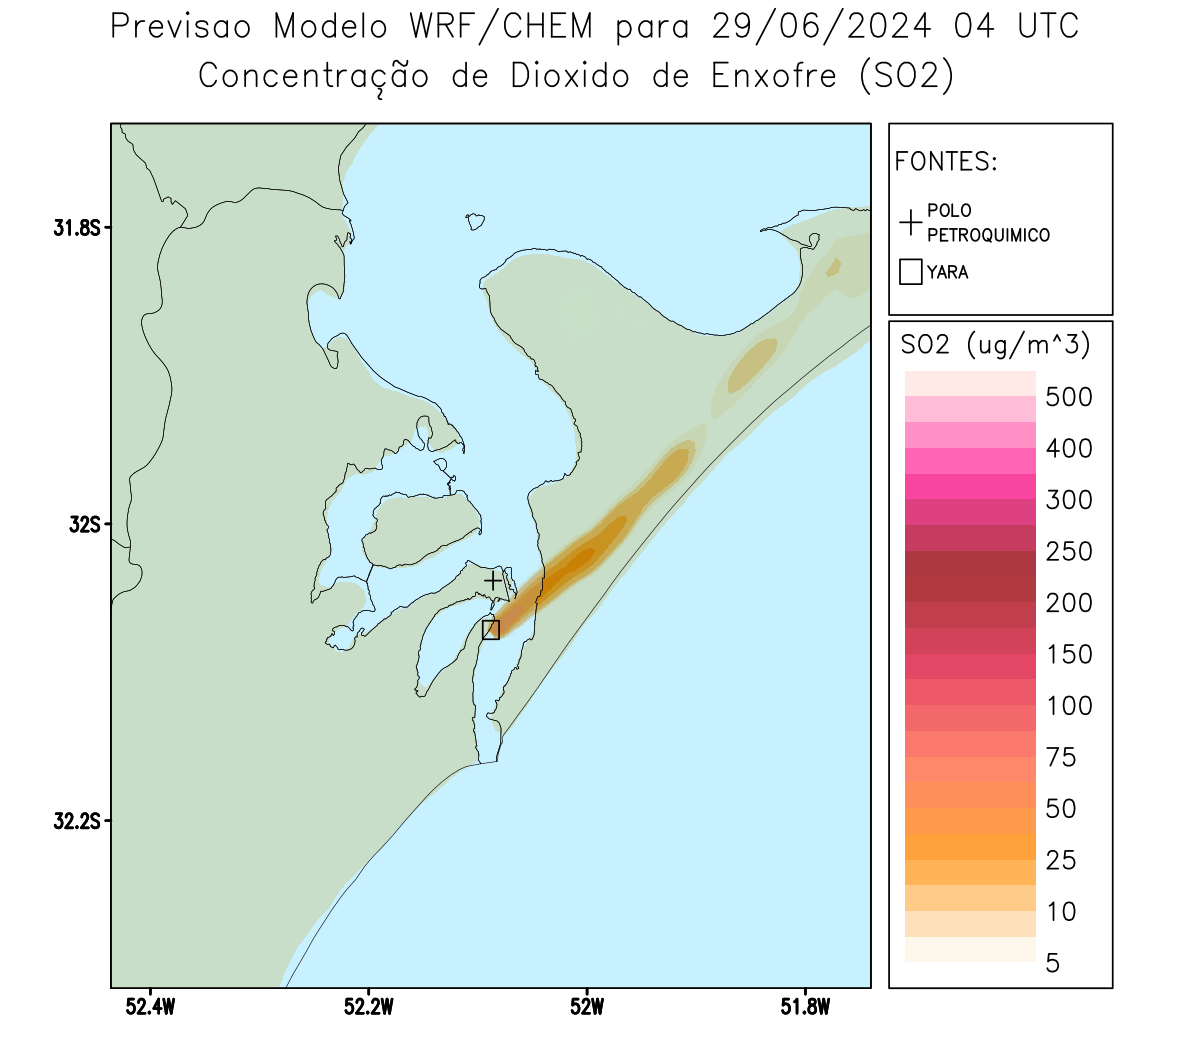 Previsao Modelo WRF/CHEM para 29/06/2024 04 UTC
Concentração de Dioxido de Enxofre (SO2)
FONTES:
POLO
PETROQUIMICO
YARA
SO2 (ug/m^3)
500
400
300
250
200
150
100
75
50
25
10
5
31.8S
32S
32.2S
52.4W
52.2W
52W
51.8W